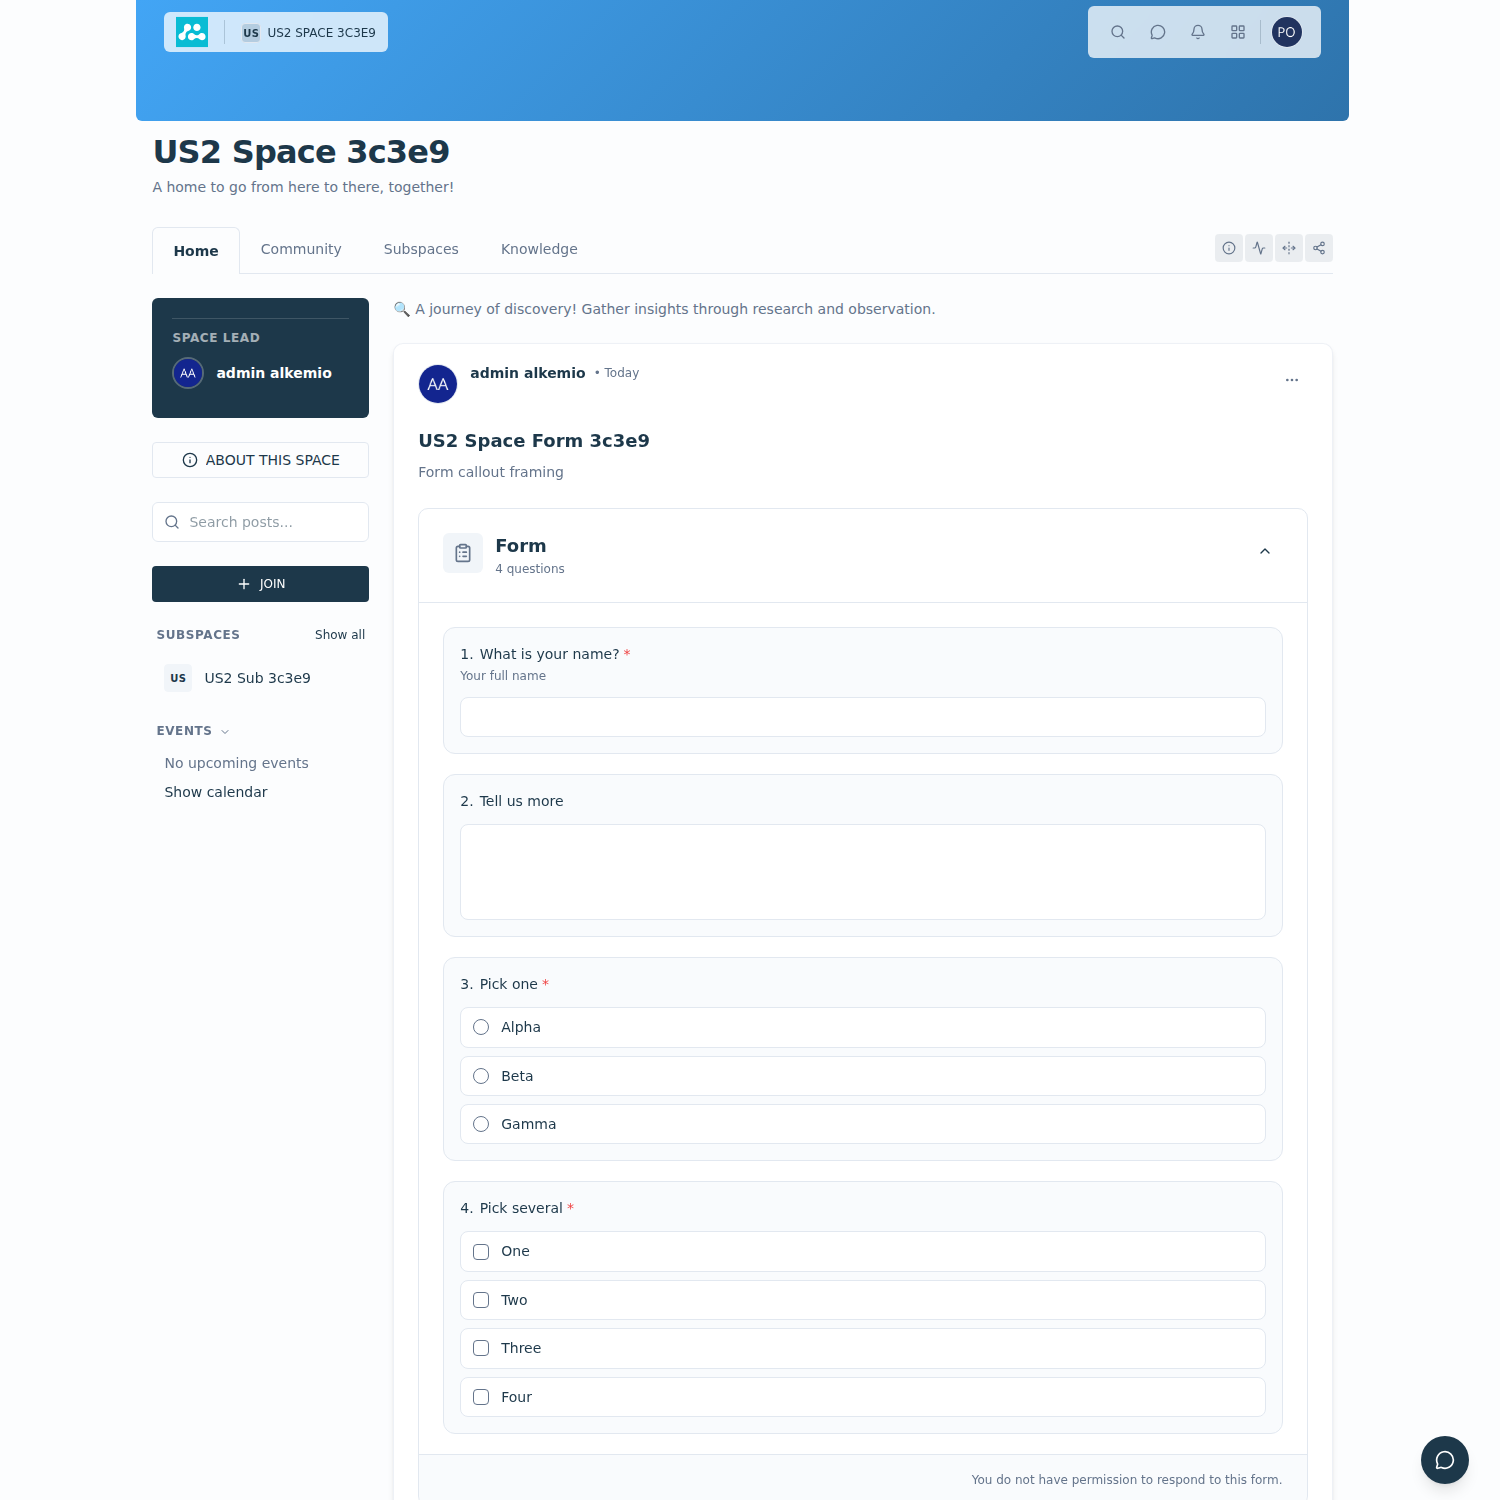 US US2 SPACE 3C3E9
PO
US2 Space 3c3e9
A home to go from here to there, together!
Home Community Subspaces Knowledge
SPACE LEAD
AA admin alkemio
ABOUT THIS SPACE
Search posts...
JOIN
SUBSPACES Show all
US US2 Sub 3c3e9
EVENTS
No upcoming events
Show calendar
🔍 A journey of discovery! Gather insights through research and observation.
AA admin alkemio • Today
US2 Space Form 3c3e9
Form callout framing
Form
4 questions
1. What is your name? *
Your full name
2. Tell us more
3. Pick one *
Alpha
Beta
Gamma
4. Pick several *
One
Two
Three
Four
You do not have permission to respond to this form.